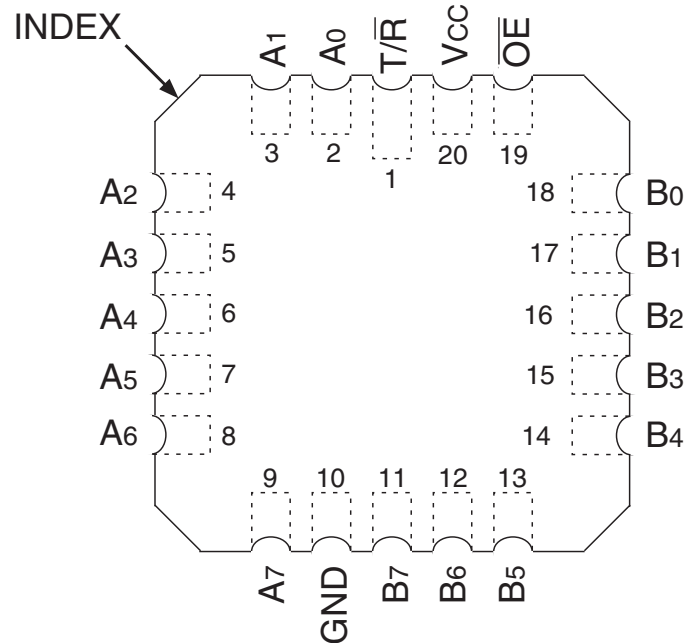 INDEX
A1 A0 T/R̅ VCC O̅E̅
3 2 1 20 19
A2 4 18 B0
A3 5 17 B1
A4 6 16 B2
A5 7 15 B3
A6 8 14 B4
9 10 11 12 13
A7 GND B7 B6 B5